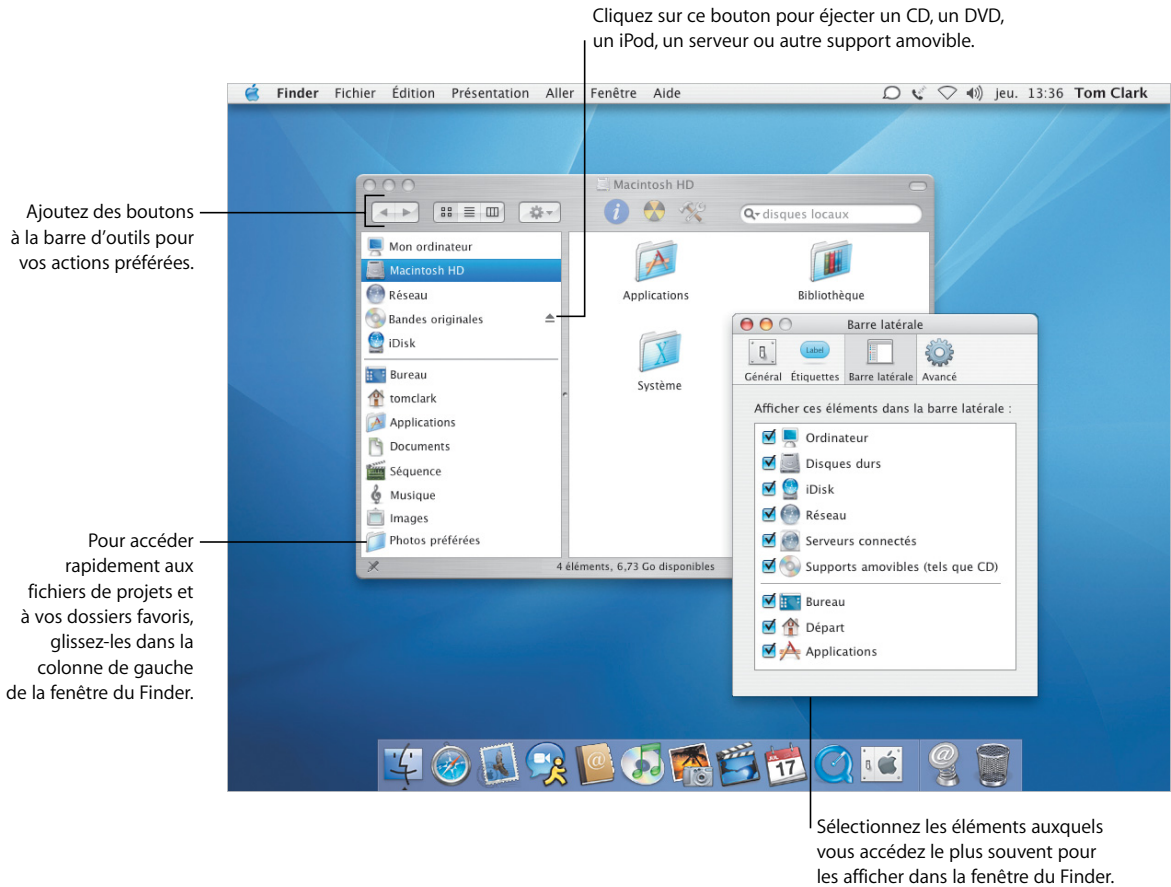 Cliquez sur ce bouton pour éjecter un CD, un DVD,
un iPod, un serveur ou autre support amovible.
Finder Fichier Édition Présentation Aller Fenêtre Aide jeu. 13:36 Tom Clark
Ajoutez des boutons
à la barre d’outils pour
vos actions préférées.
Macintosh HD
disques locaux
Mon ordinateur
Macintosh HD
Réseau
Bandes originales
iDisk
Bureau
tomclark
Applications
Documents
Séquence
Musique
Images
Photos préférées
Applications
Bibliothèque
Système
4 éléments, 6,73 Go disponibles
Pour accéder
rapidement aux
fichiers de projets et
à vos dossiers favoris,
glissez-les dans la
colonne de gauche
de la fenêtre du Finder.
Barre latérale
Label
Général Étiquettes Barre latérale Avancé
Afficher ces éléments dans la barre latérale :
Ordinateur
Disques durs
iDisk
Réseau
Serveurs connectés
Supports amovibles (tels que CD)
Bureau
Départ
Applications
JUL
17
Sélectionnez les éléments auxquels
vous accédez le plus souvent pour
les afficher dans la fenêtre du Finder.